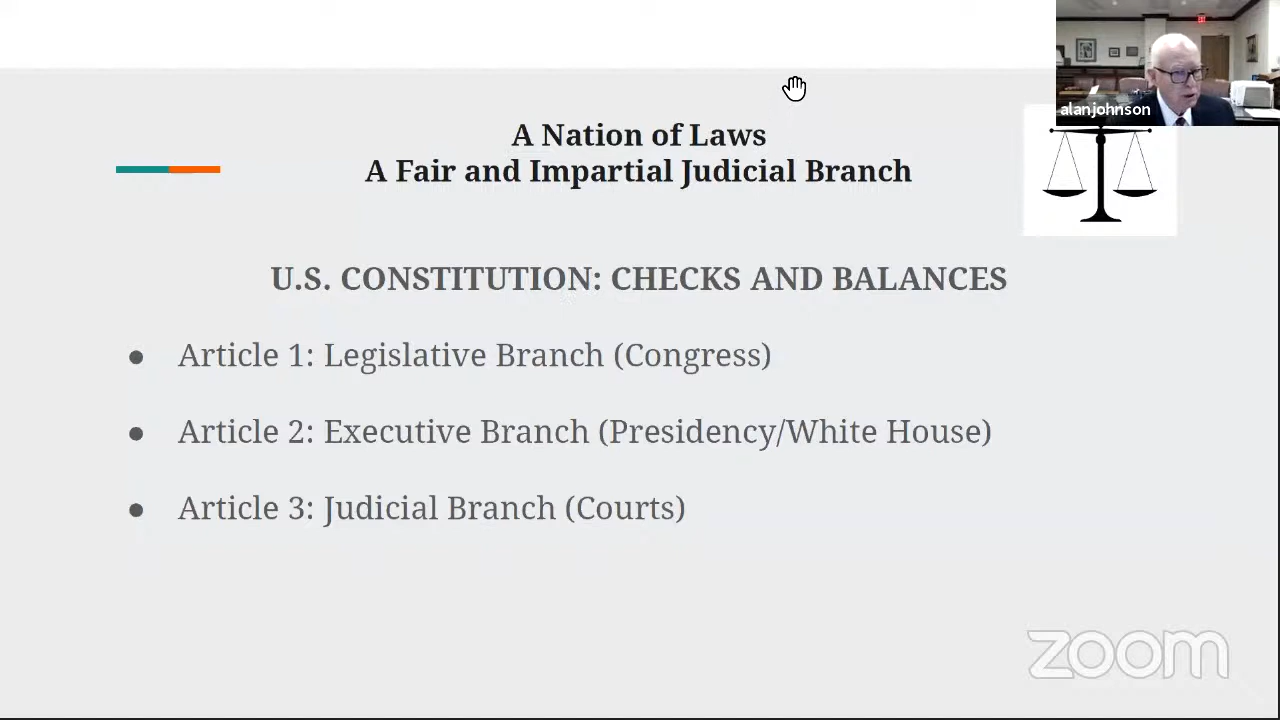 alanjohnson
A Nation of Laws
A Fair and Impartial Judicial Branch
U.S. CONSTITUTION: CHECKS AND BALANCES
● Article 1: Legislative Branch (Congress)
● Article 2: Executive Branch (Presidency/White House)
● Article 3: Judicial Branch (Courts)
zoom